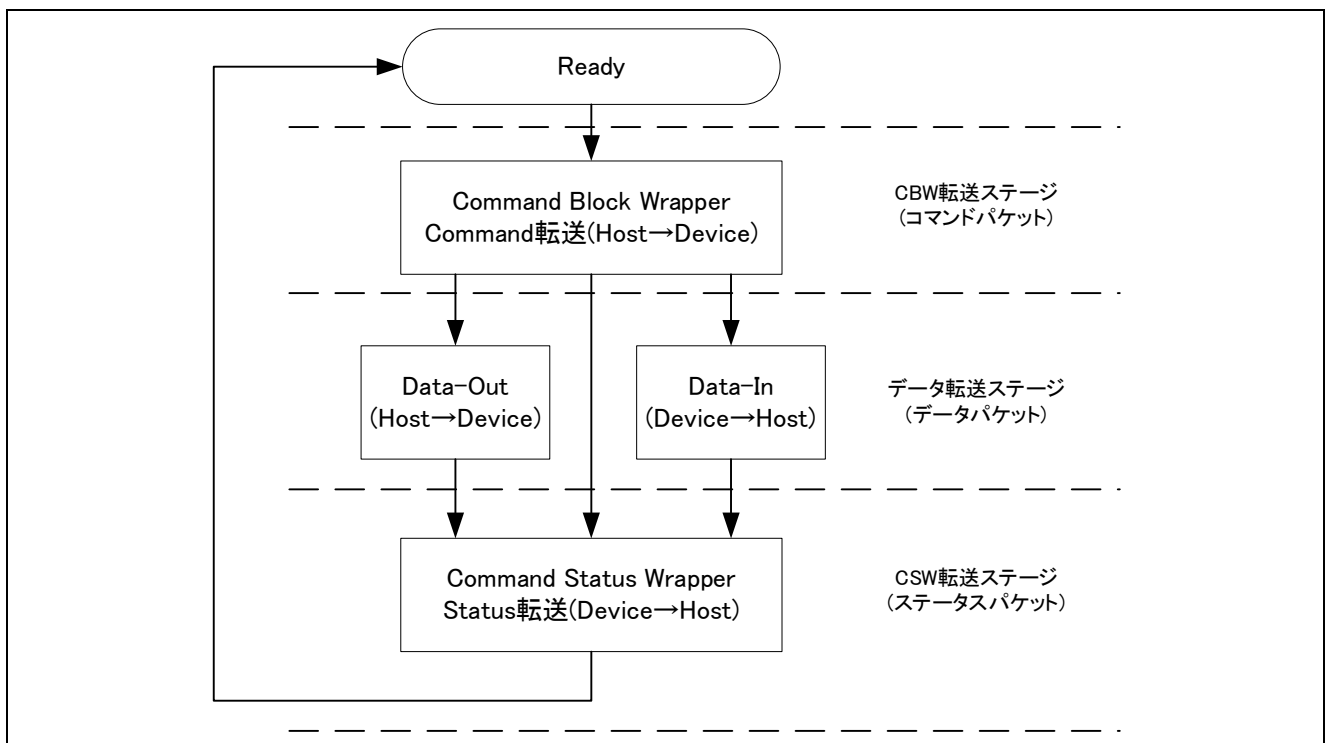 Ready
Command Block Wrapper
Command転送(Host→Device)
CBW転送ステージ
(コマンドパケット)
Data-Out
(Host→Device)
Data-In
(Device→Host)
データ転送ステージ
(データパケット)
Command Status Wrapper
Status転送(Device→Host)
CSW転送ステージ
(ステータスパケット)